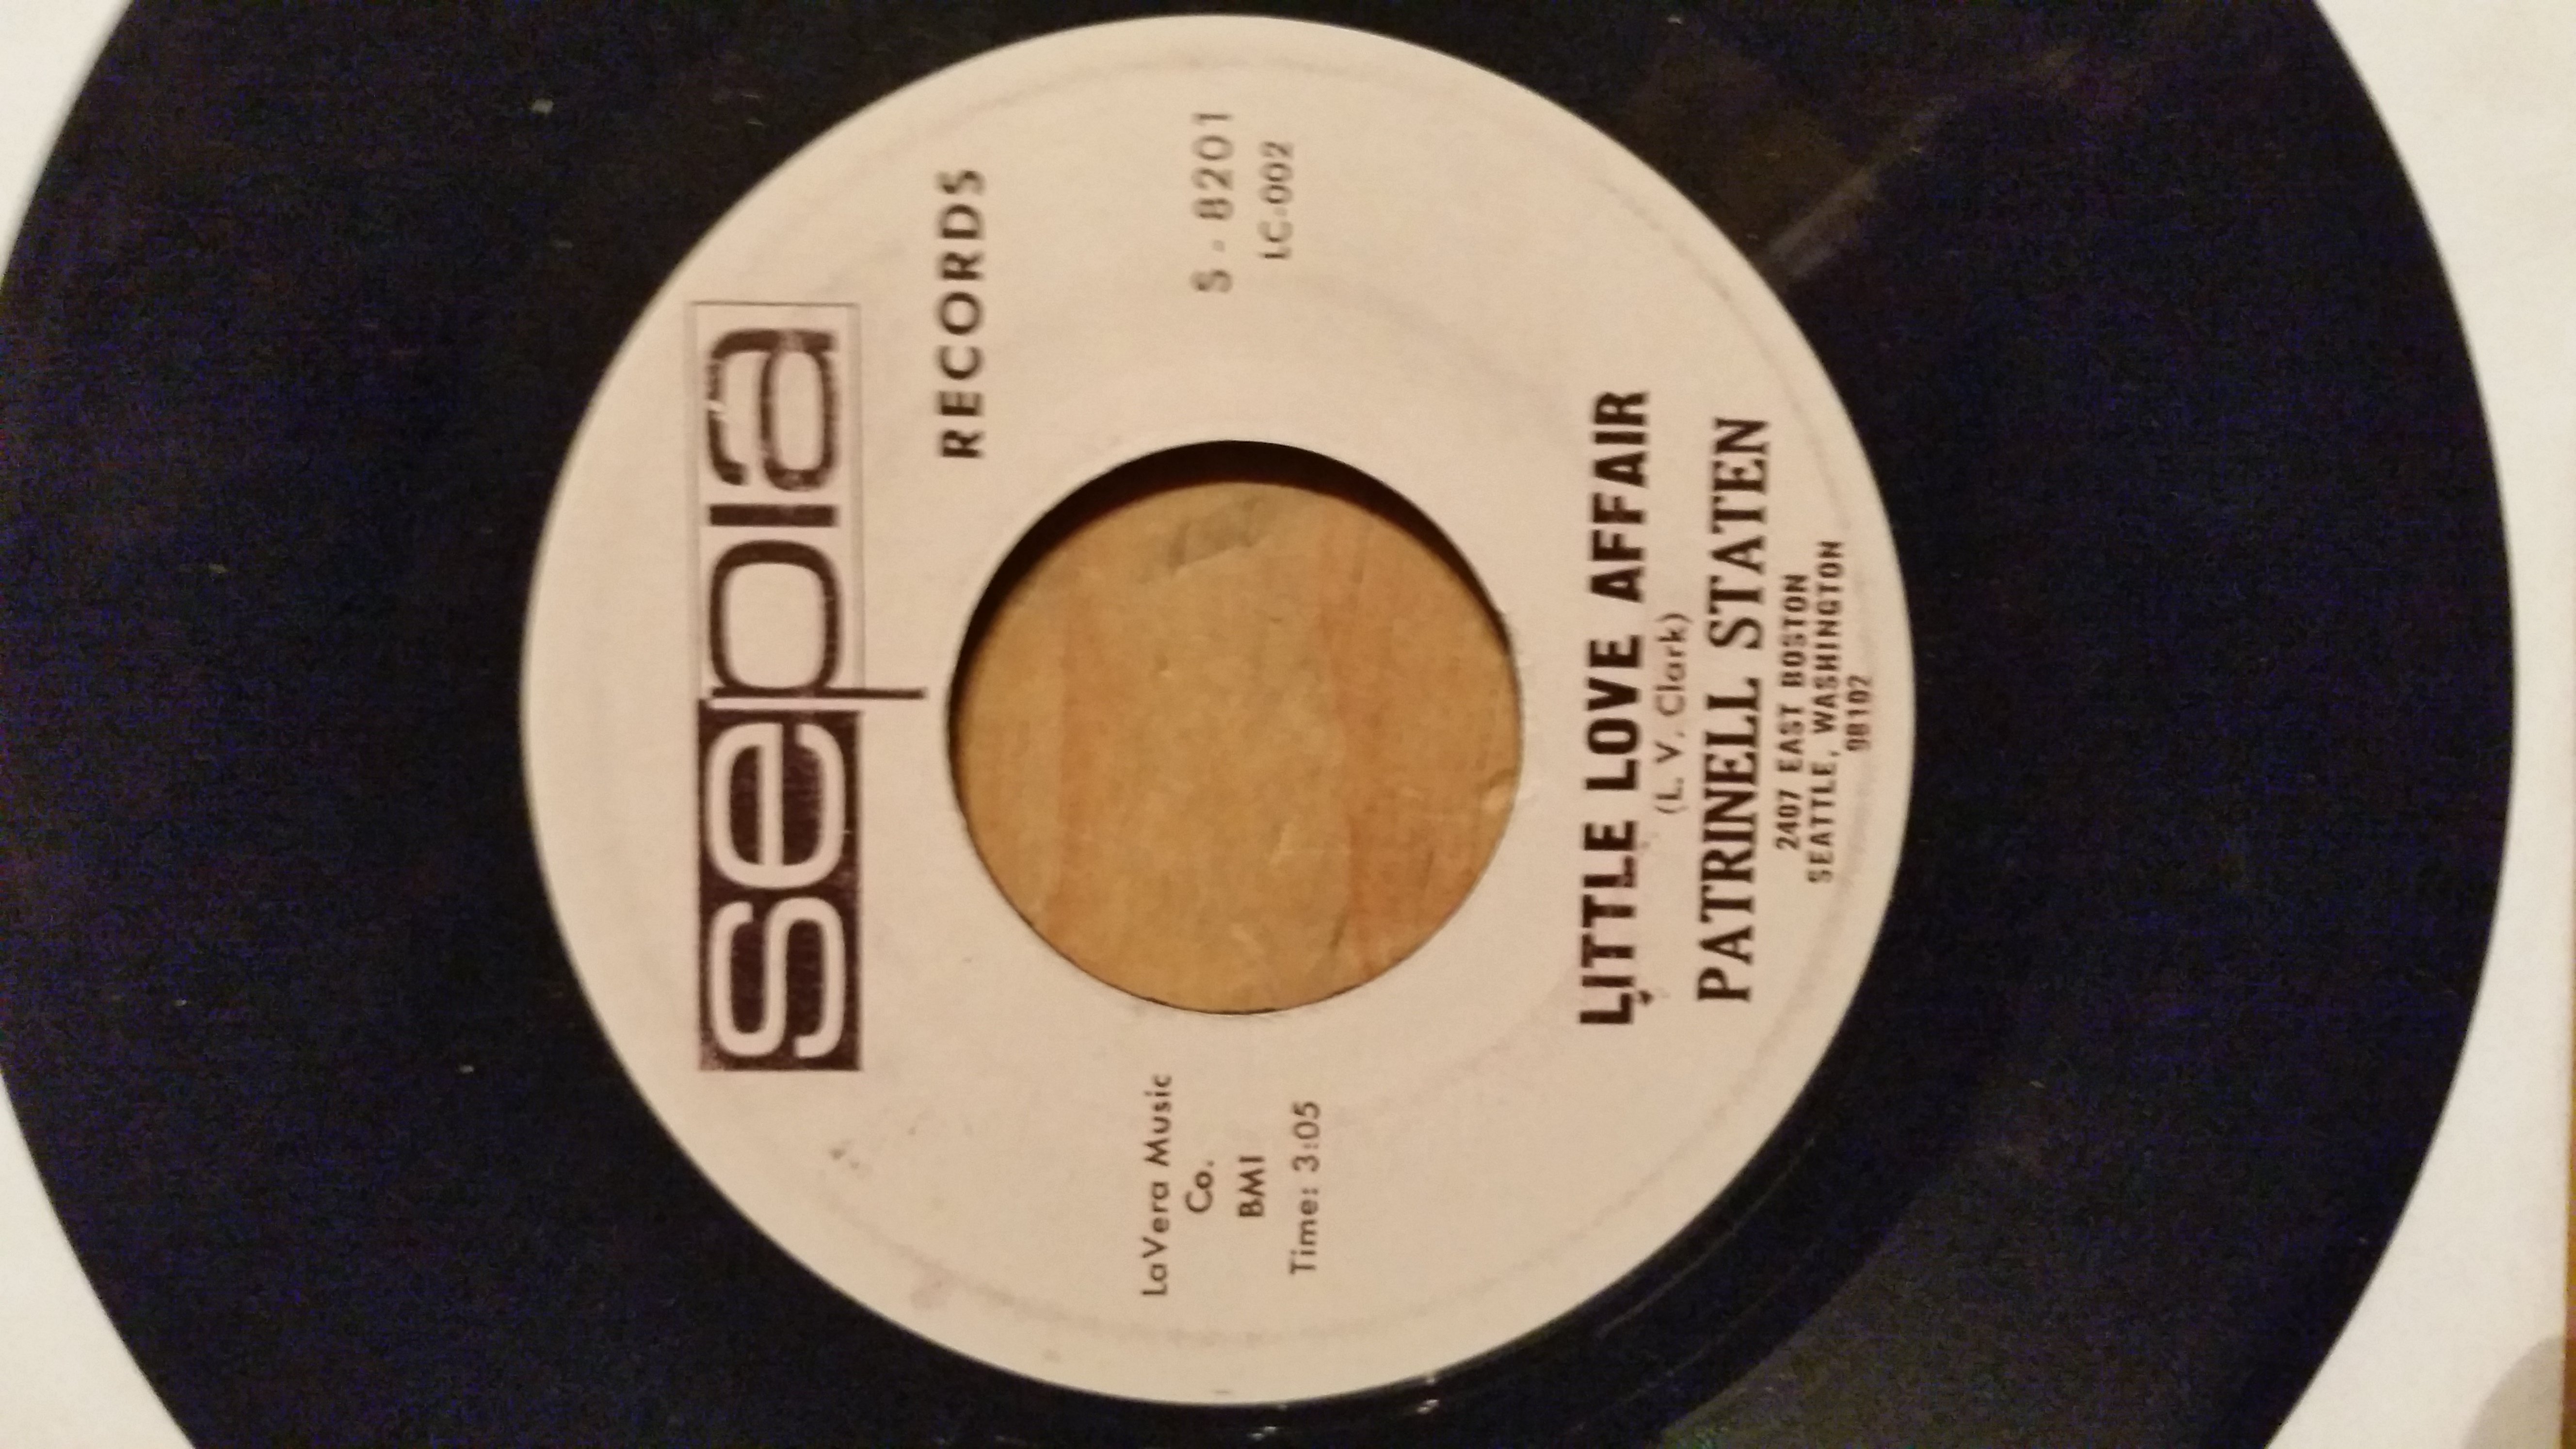 sepia
RECORDS
LaVera Music
Co.
BMI
Time: 3:05
S - 8201
LC-002
LITTLE LOVE AFFAIR
(L. V. Clark)
PATRINELL STATEN
2407 EAST BOSTON
SEATTLE, WASHINGTON
98102